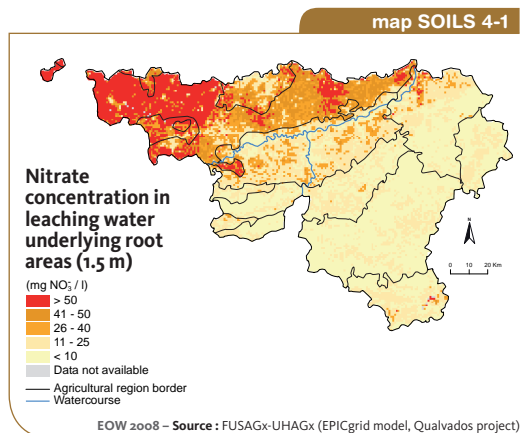 map SOILS 4-1
Nitrate
concentration in
leaching water
underlying root
areas (1.5 m)
(mg NO₃⁻ / l)
> 50
41 - 50
26 - 40
11 - 25
< 10
Data not available
Agricultural region border
Watercourse
N
0 10 20 Km
EOW 2008 – Source : FUSAGx-UHAGx (EPICgrid model, Qualvados project)